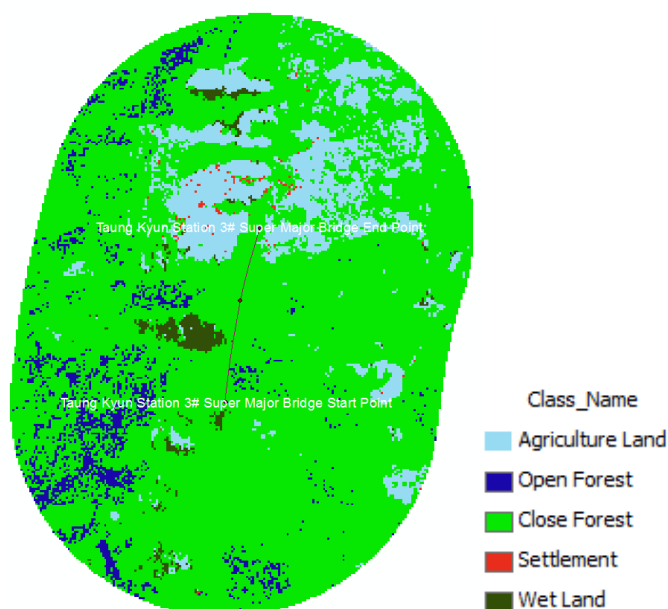 Taung Kyun Station 3# Super Major Bridge End Point
Taung Kyun Station 3# Super Major Bridge Start Point
Class_Name
Agriculture Land
Open Forest
Close Forest
Settlement
Wet Land